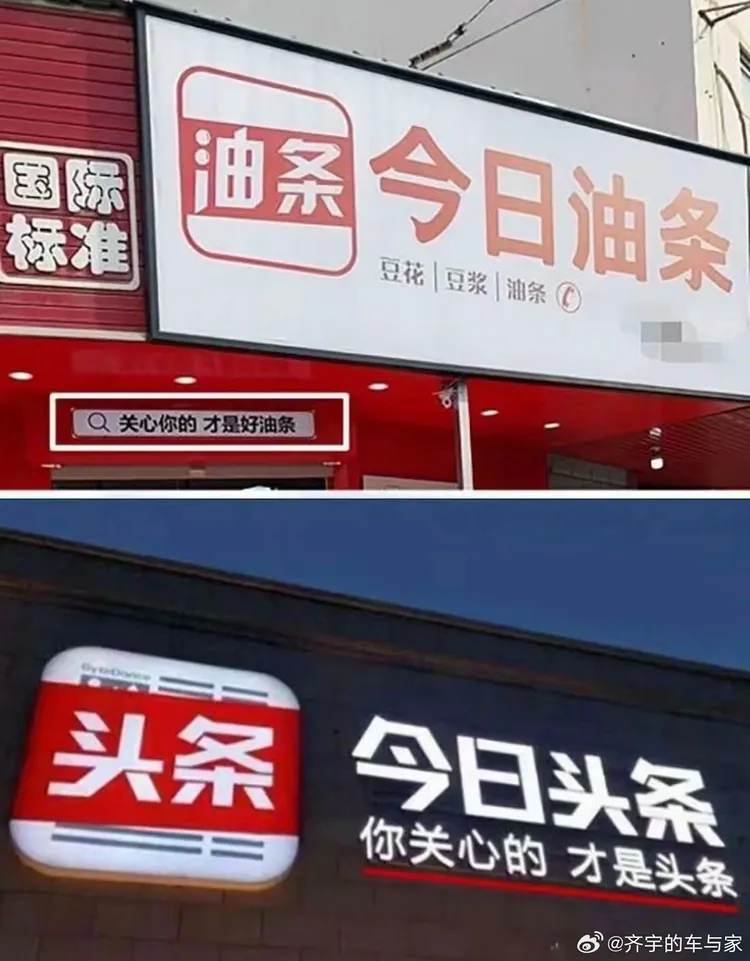 国际
标准
油条
今日油条
豆花|豆浆|油条
关心你的 才是好油条
ByteDance
头条
今日头条
你关心的 才是头条
@齐宇的车与家